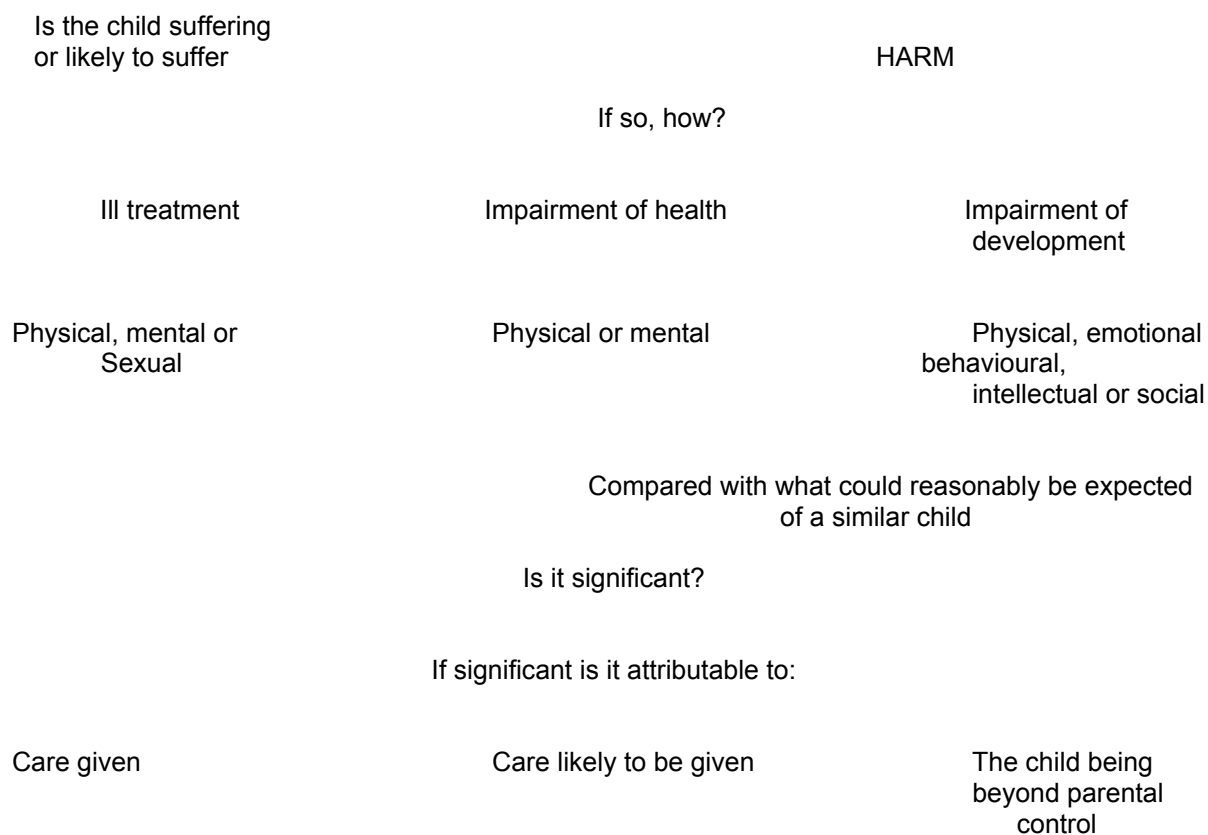 Is the child suffering
or likely to suffer HARM
If so, how?
Ill treatment Impairment of health Impairment of
development
Physical, mental or Physical or mental Physical, emotional
Sexual behavioural,
intellectual or social
Compared with what could reasonably be expected
of a similar child
Is it significant?
If significant is it attributable to:
Care given Care likely to be given The child being
beyond parental
control